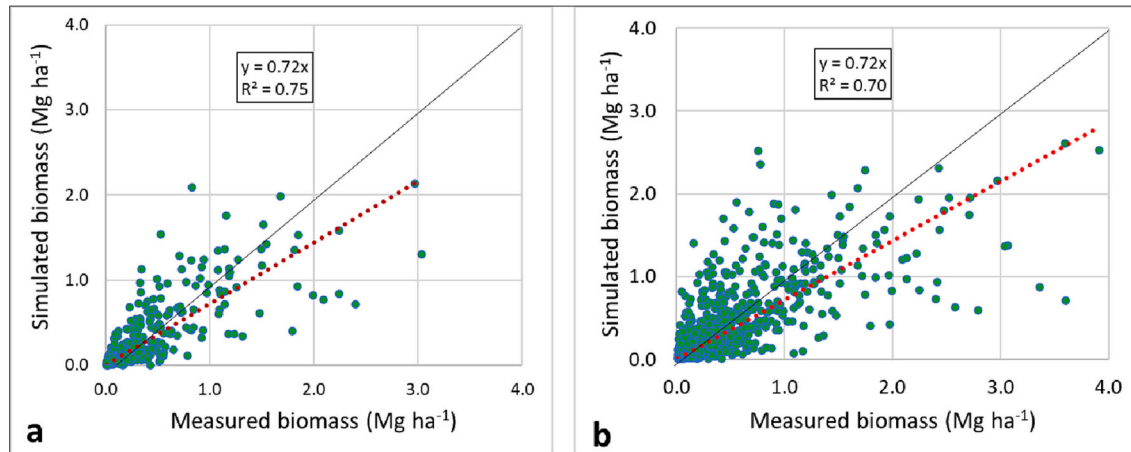 4.0
3.0
2.0
1.0
0.0
Simulated biomass (Mg ha⁻¹)
y = 0.72x
R² = 0.75
0.0 1.0 2.0 3.0 4.0
Measured biomass (Mg ha⁻¹)
a
4.0
3.0
2.0
1.0
0.0
Simulated biomass (Mg ha⁻¹)
y = 0.72x
R² = 0.70
0.0 1.0 2.0 3.0 4.0
Measured biomass (Mg ha⁻¹)
b